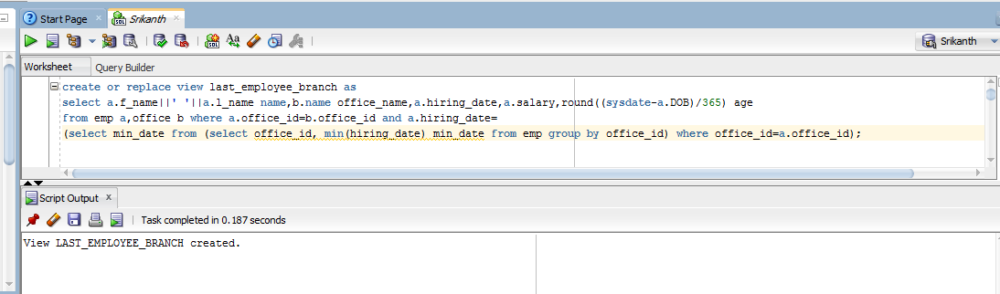 Start Page
Srikanth
Srikanth
Worksheet
Query Builder
create or replace view last_employee_branch as
select a.f_name||' '||a.l_name name,b.name office_name,a.hiring_date,a.salary,round((sysdate-a.DOB)/365) age
from emp a,office b where a.office_id=b.office_id and a.hiring_date=
(select min_date from (select office_id, min(hiring_date) min_date from emp group by office_id) where office_id=a.office_id);
Script Output x
Task completed in 0.187 seconds
View LAST_EMPLOYEE_BRANCH created.